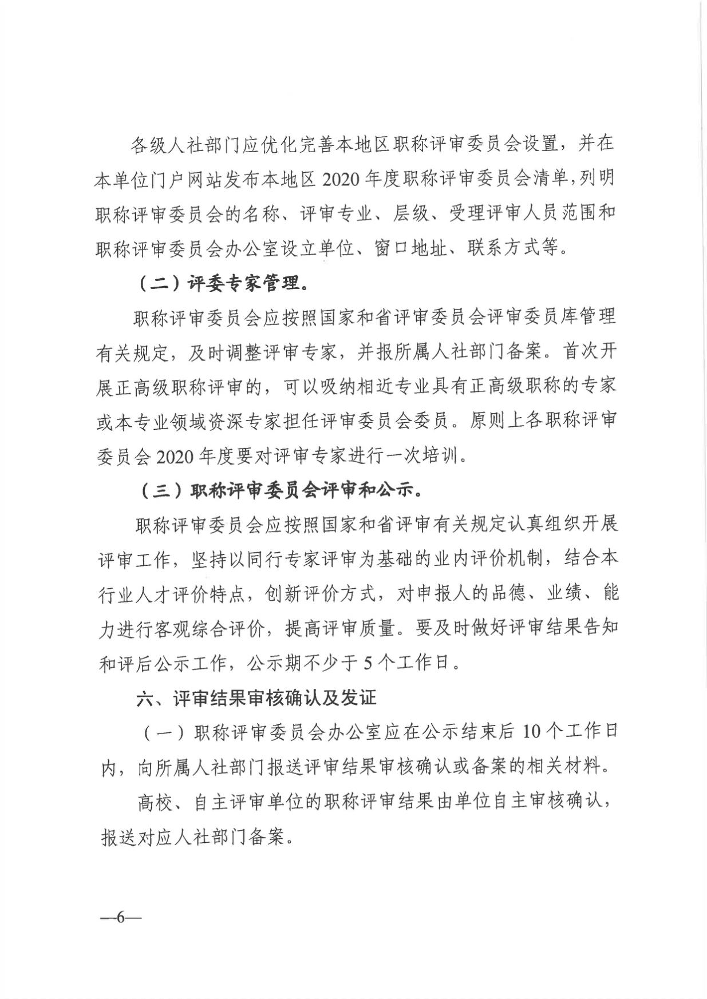 各级人社部门应优化完善本地区职称评审委员会设置，并在
本单位门户网站发布本地区 2020 年度职称评审委员会清单，列明
职称评审委员会的名称、评审专业、层级、受理评审人员范围和
职称评审委员会办公室设立单位、窗口地址、联系方式等。
（二）评委专家管理。
职称评审委员会应按照国家和省评审委员会评审委员库管理
有关规定，及时调整评审专家，并报所属人社部门备案。首次开
展正高级职称评审的，可以吸纳相近专业具有正高级职称的专家
或本专业领域资深专家担任评审委员会委员。原则上各职称评审
委员会 2020 年度要对评审专家进行一次培训。
（三）职称评审委员会评审和公示。
职称评审委员会应按照国家和省评审有关规定认真组织开展
评审工作，坚持以同行专家评审为基础的业内评价机制，结合本
行业人才评价特点，创新评价方式，对申报人的品德、业绩、能
力进行客观综合评价，提高评审质量。要及时做好评审结果告知
和评后公示工作，公示期不少于 5 个工作日。
六、评审结果审核确认及发证
（一）职称评审委员会办公室应在公示结束后 10 个工作日
内，向所属人社部门报送评审结果审核确认或备案的相关材料。
高校、自主评审单位的职称评审结果由单位自主审核确认，
报送对应人社部门备案。
—6—